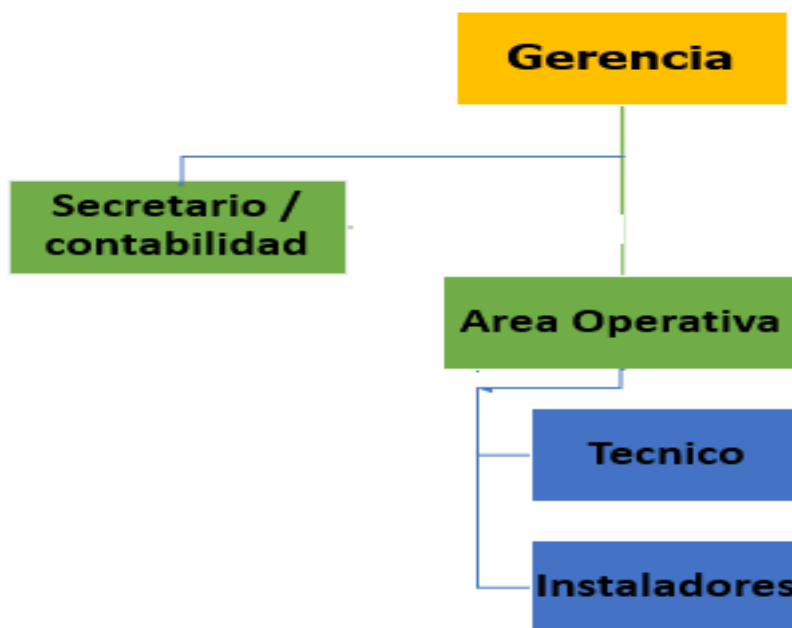 Gerencia
Secretario /
contabilidad
Area Operativa
Tecnico
Instaladores